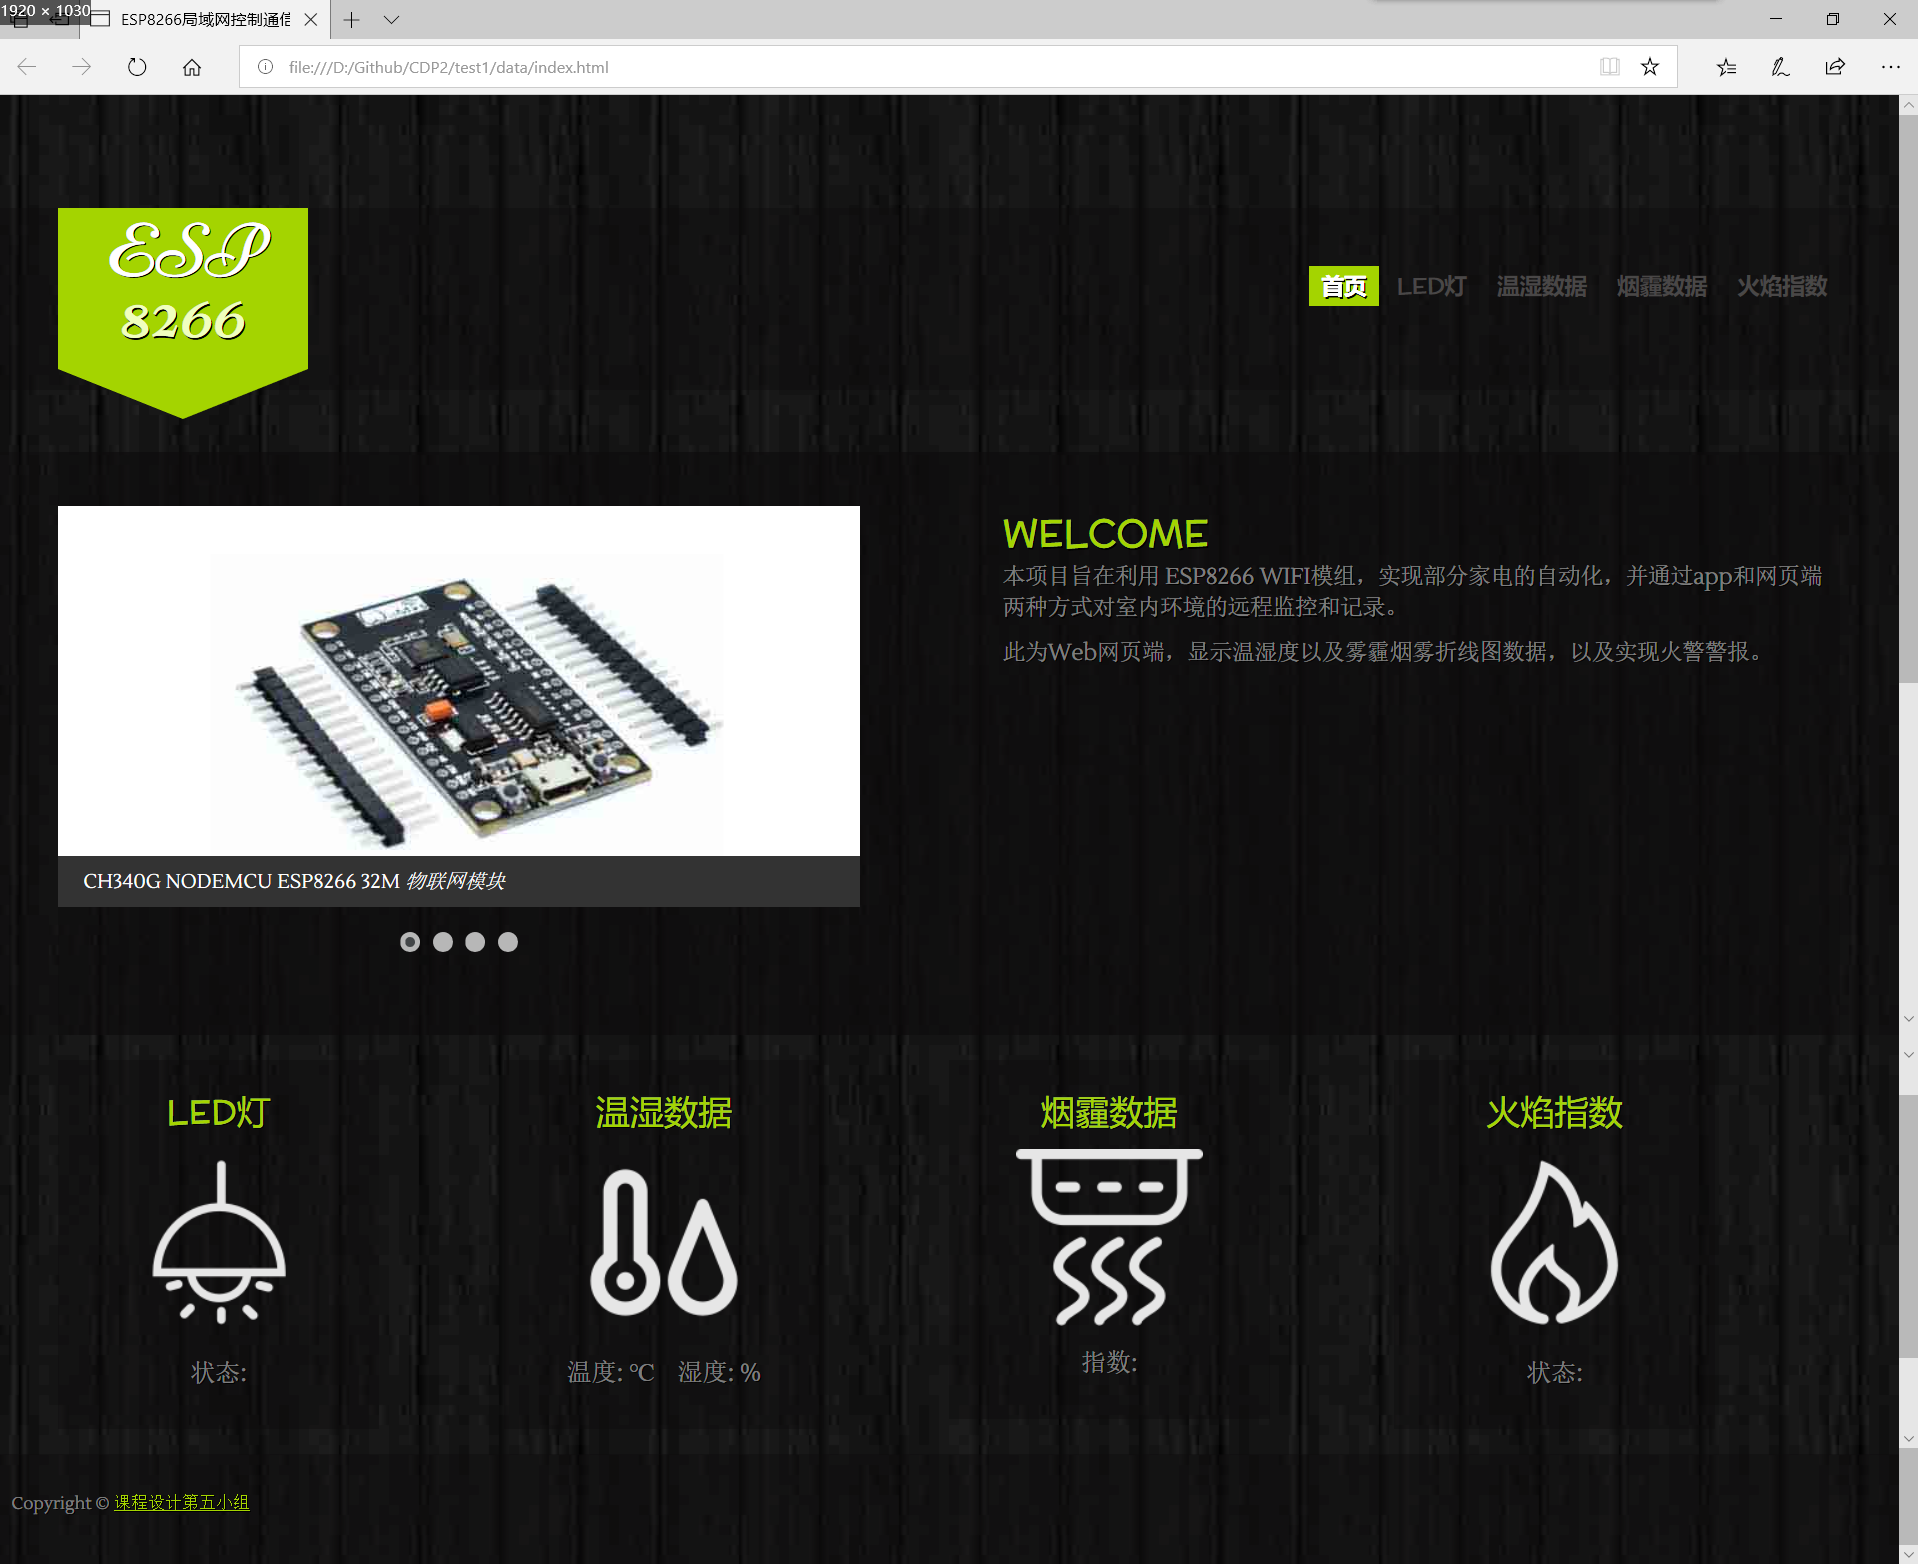 1920 × 1030
ESP8266局域网控制通信
file:///D:/Github/CDP2/test1/data/index.html
ESP
8266
首页 LED灯 温湿数据 烟霾数据 火焰指数
WELCOME
本项目旨在利用 ESP8266 WIFI模组，实现部分家电的自动化，并通过app和网页端
两种方式对室内环境的远程监控和记录。
此为Web网页端，显示温湿度以及雾霾烟雾折线图数据，以及实现火警警报。
CH340G NODEMCU ESP8266 32M 物联网模块
LED灯
状态:
温湿数据
温度: ℃ 湿度: %
烟霾数据
指数:
火焰指数
状态:
Copyright © 课程设计第五小组